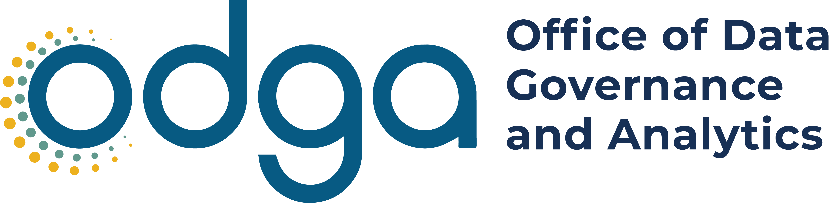 odga
Office of Data
Governance
and Analytics